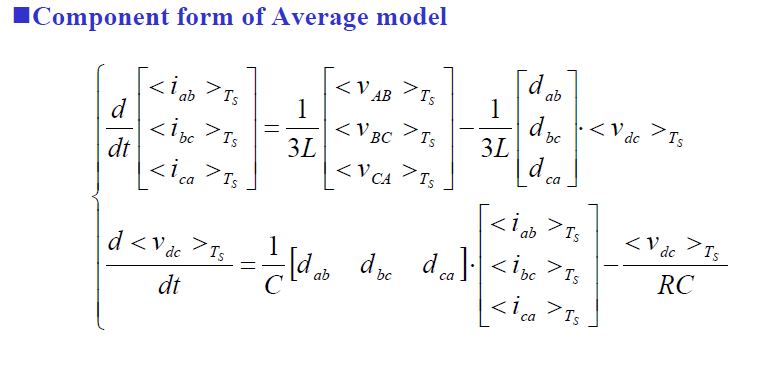 ■Component form of Average model
d/dt [<i_ab>_Ts <i_bc>_Ts <i_ca>_Ts] = 1/3L [<v_AB>_Ts <v_BC>_Ts <v_CA>_Ts] − 1/3L [d_ab d_bc d_ca] · <v_dc>_Ts
d<v_dc>_Ts/dt = 1/C [d_ab d_bc d_ca] · [<i_ab>_Ts <i_bc>_Ts <i_ca>_Ts] − <v_dc>_Ts/RC